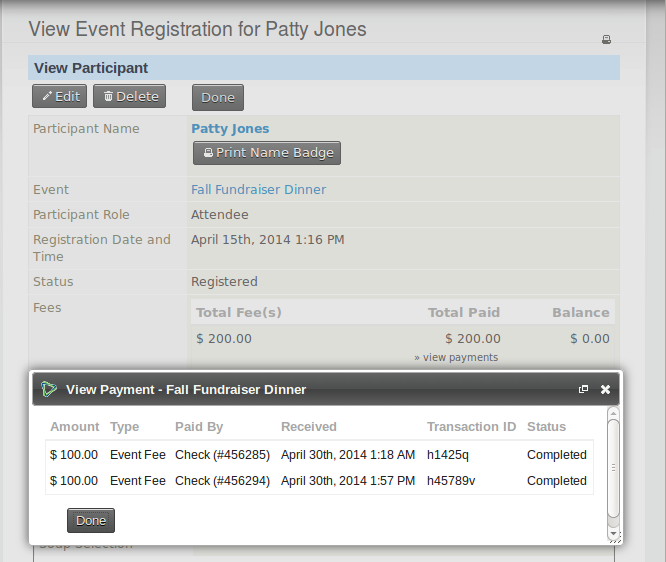 View Event Registration for Patty Jones
View Participant
Edit Delete Done
Participant Name Patty Jones
Print Name Badge
Event Fall Fundraiser Dinner
Participant Role Attendee
Registration Date and Time April 15th, 2014 1:16 PM
Status Registered
Fees Total Fee(s) Total Paid Balance
$ 200.00 $ 200.00 $ 0.00
» view payments
View Payment - Fall Fundraiser Dinner
Amount Type Paid By Received Transaction ID Status
$ 100.00 Event Fee Check (#456285) April 30th, 2014 1:18 AM h1425q Completed
$ 100.00 Event Fee Check (#456294) April 30th, 2014 1:57 PM h45789v Completed
Done
Soup Selection